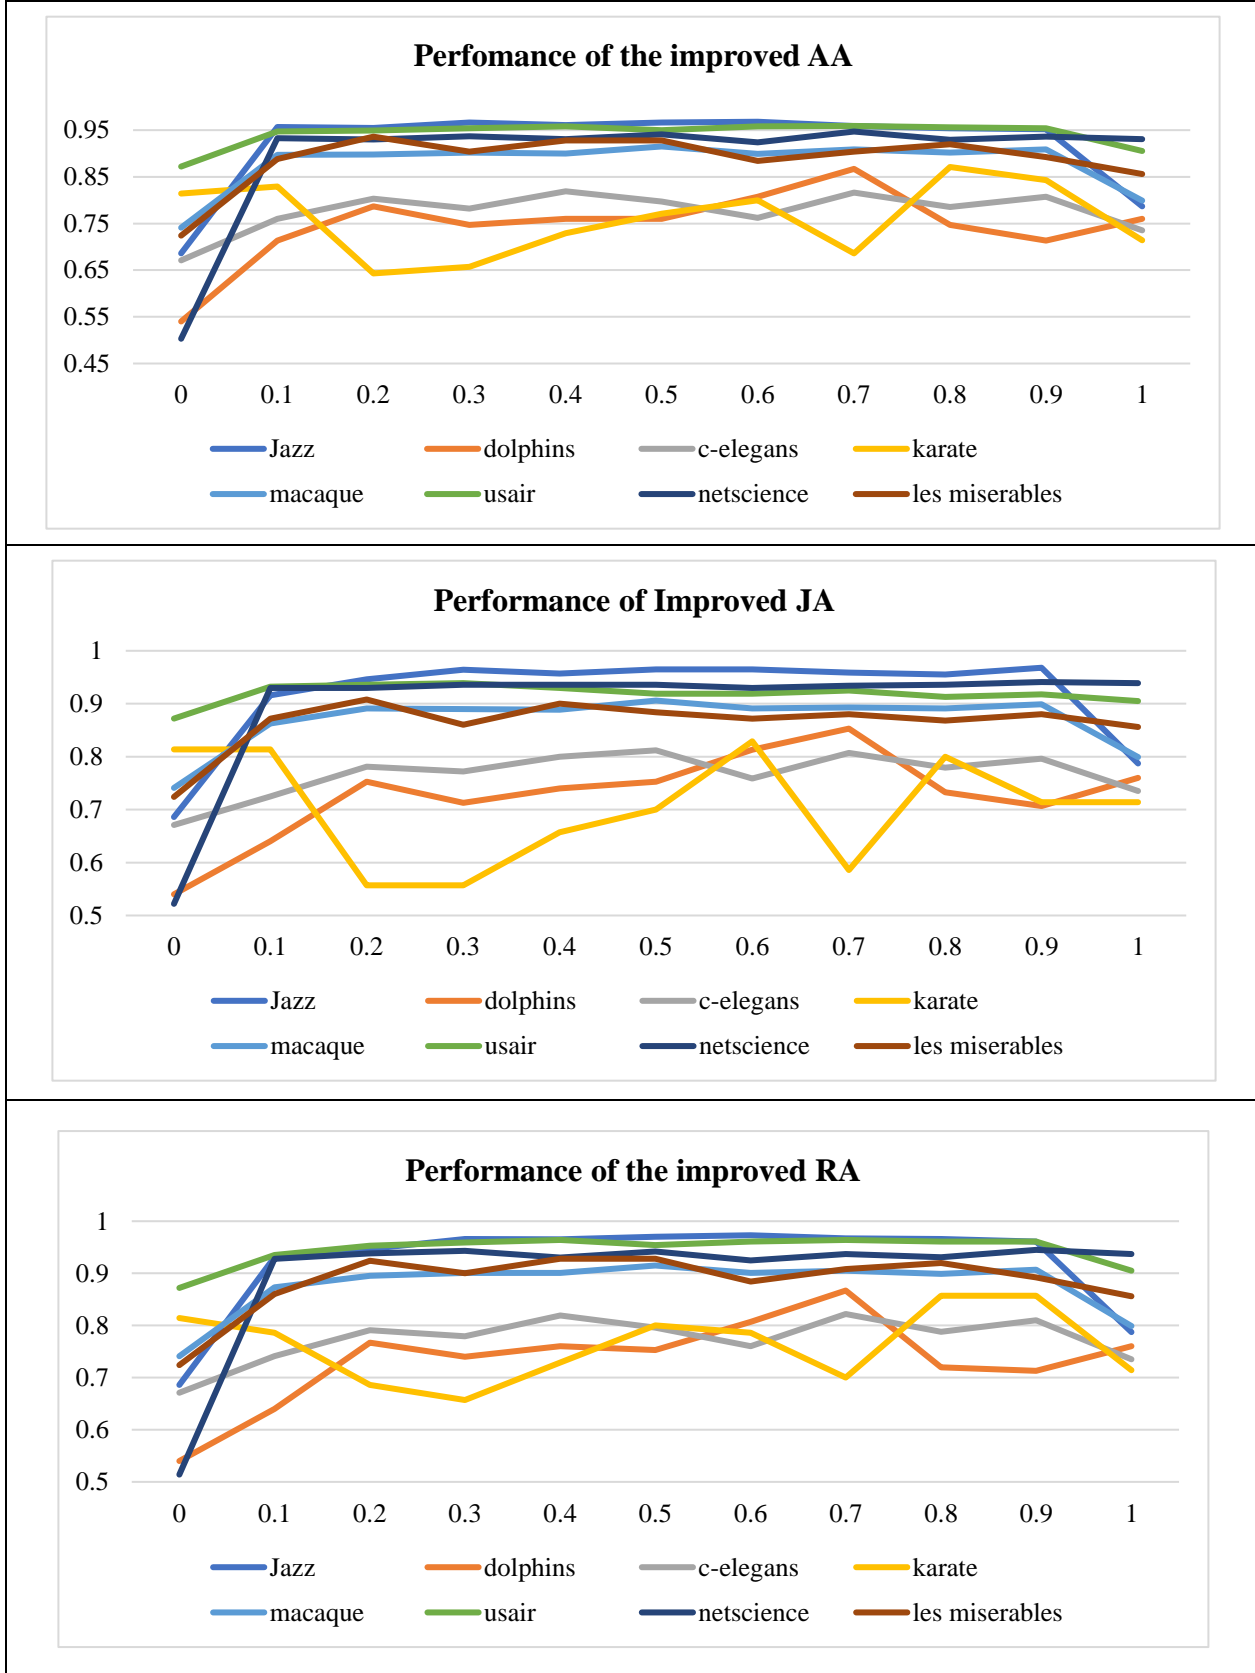 Perfomance of the improved AA
0.95
0.85
0.75
0.65
0.55
0.45
0 0.1 0.2 0.3 0.4 0.5 0.6 0.7 0.8 0.9 1
Jazz dolphins c-elegans karate
macaque usair netscience les miserables
Performance of Improved JA
1
0.9
0.8
0.7
0.6
0.5
0 0.1 0.2 0.3 0.4 0.5 0.6 0.7 0.8 0.9 1
Jazz dolphins c-elegans karate
macaque usair netscience les miserables
Performance of the improved RA
1
0.9
0.8
0.7
0.6
0.5
0 0.1 0.2 0.3 0.4 0.5 0.6 0.7 0.8 0.9 1
Jazz dolphins c-elegans karate
macaque usair netscience les miserables